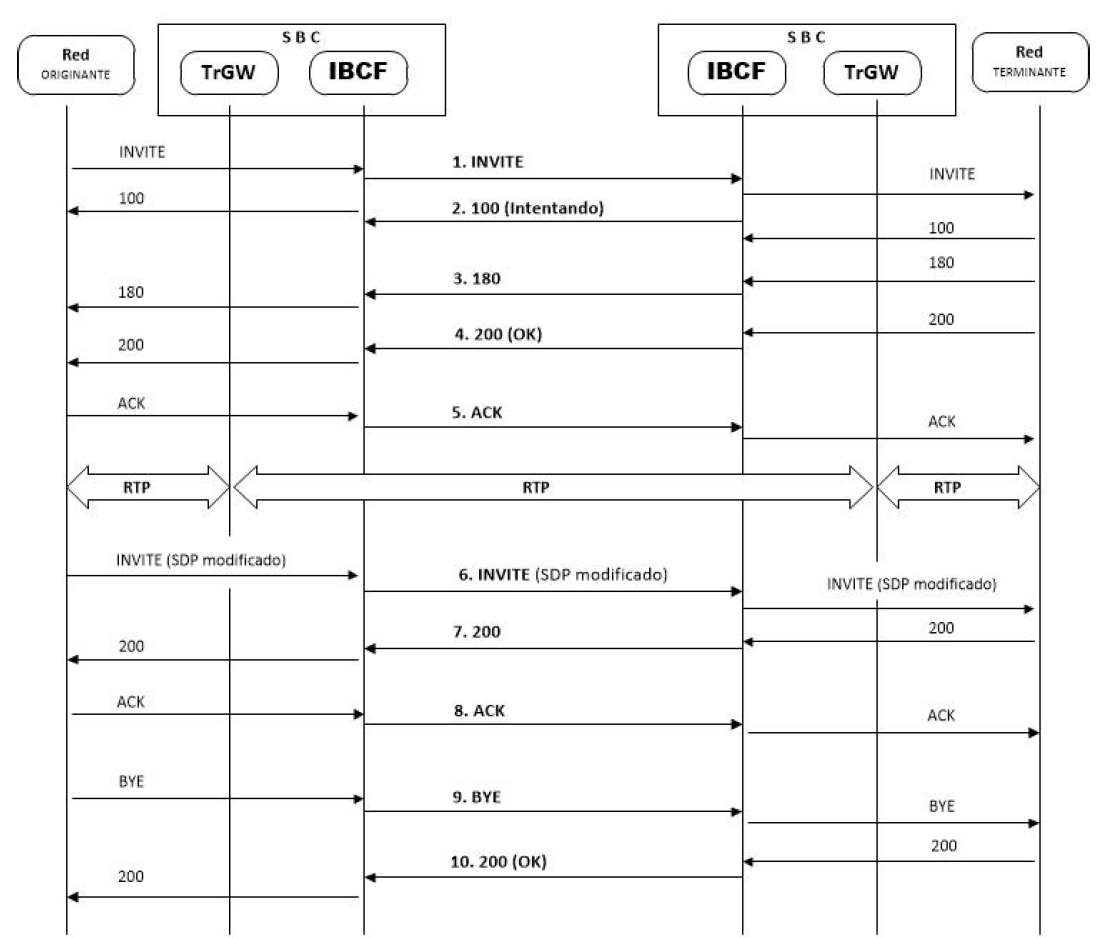 S B C
S B C
Red
ORIGINANTE
TrGW
IBCF
IBCF
TrGW
Red
TERMINANTE
INVITE
1. INVITE
INVITE
100
2. 100 (Intentando)
100
180
3. 180
180
200
4. 200 (OK)
200
ACK
5. ACK
ACK
RTP
RTP
RTP
INVITE (SDP modificado)
6. INVITE (SDP modificado)
INVITE (SDP modificado)
200
7. 200
200
ACK
8. ACK
ACK
BYE
9. BYE
BYE
200
10. 200 (OK)
200